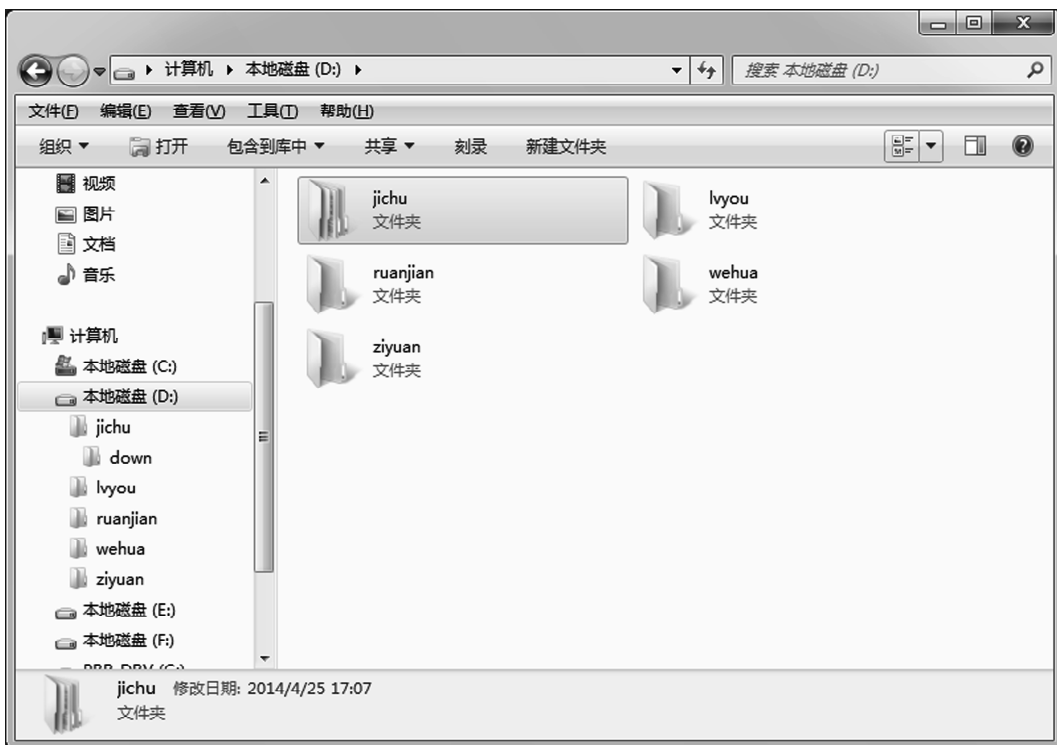 计算机 本地磁盘 (D:)
搜索 本地磁盘 (D:)
文件(F) 编辑(E) 查看(V) 工具(T) 帮助(H)
组织 打开 包含到库中 共享 刻录 新建文件夹
视频
图片
文档
音乐
计算机
本地磁盘 (C:)
本地磁盘 (D:)
jichu
down
lvyou
ruanjian
wehua
ziyuan
本地磁盘 (E:)
本地磁盘 (F:)
jichu
文件夹
lvyou
文件夹
ruanjian
文件夹
wehua
文件夹
ziyuan
文件夹
jichu 修改日期: 2014/4/25 17:07
文件夹